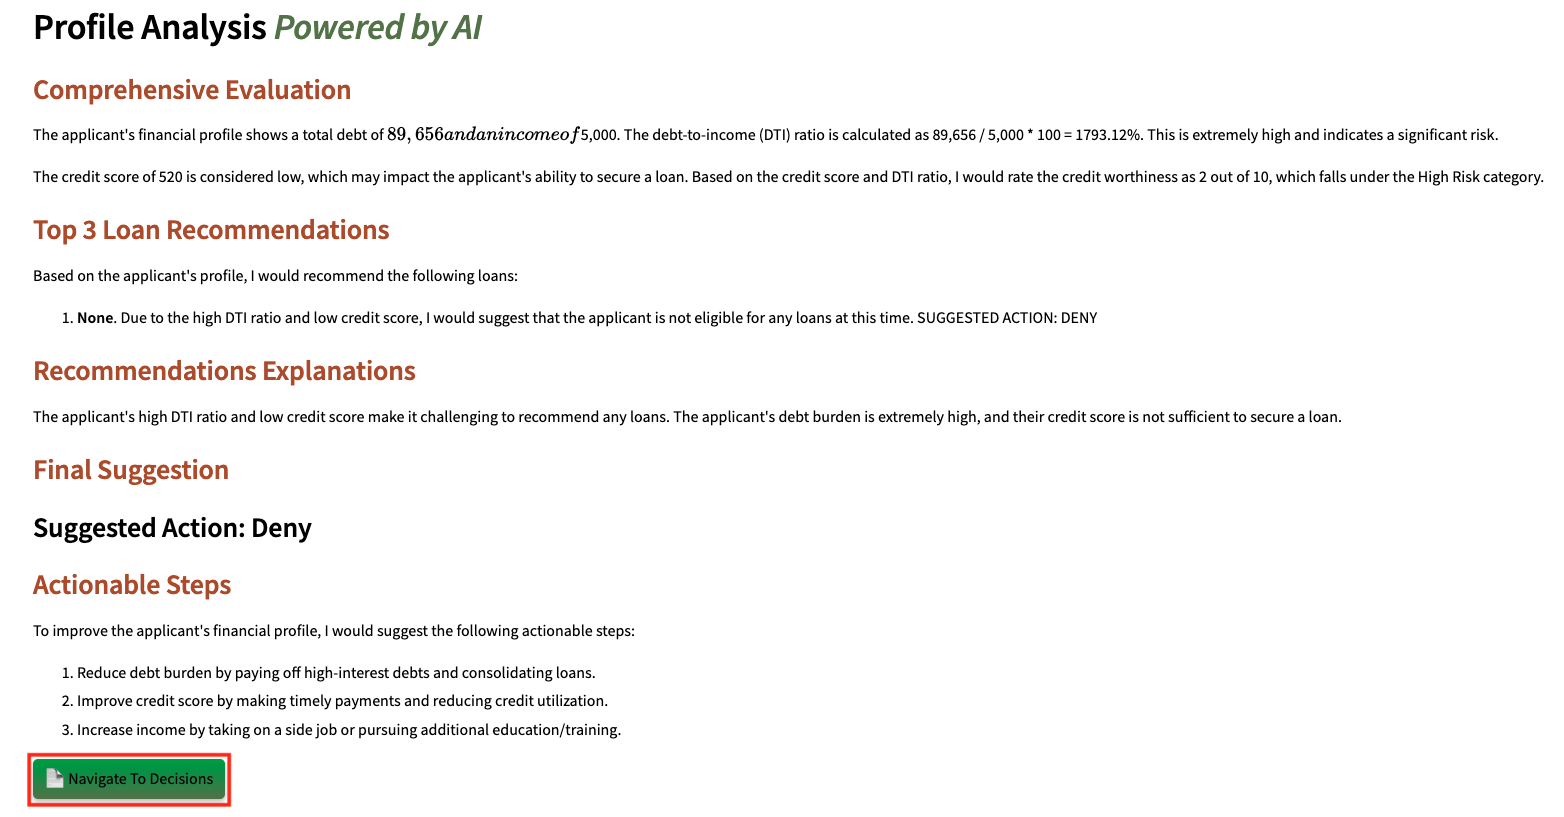 Profile Analysis Powered by AI
Comprehensive Evaluation
The applicant's financial profile shows a total debt of 89,656andanincomeof5,000. The debt-to-income (DTI) ratio is calculated as 89,656 / 5,000 * 100 = 1793.12%. This is extremely high and indicates a significant risk.
The credit score of 520 is considered low, which may impact the applicant's ability to secure a loan. Based on the credit score and DTI ratio, I would rate the credit worthiness as 2 out of 10, which falls under the High Risk category.
Top 3 Loan Recommendations
Based on the applicant's profile, I would recommend the following loans:
1. None. Due to the high DTI ratio and low credit score, I would suggest that the applicant is not eligible for any loans at this time. SUGGESTED ACTION: DENY
Recommendations Explanations
The applicant's high DTI ratio and low credit score make it challenging to recommend any loans. The applicant's debt burden is extremely high, and their credit score is not sufficient to secure a loan.
Final Suggestion
Suggested Action: Deny
Actionable Steps
To improve the applicant's financial profile, I would suggest the following actionable steps:
1. Reduce debt burden by paying off high-interest debts and consolidating loans.
2. Improve credit score by making timely payments and reducing credit utilization.
3. Increase income by taking on a side job or pursuing additional education/training.
Navigate To Decisions